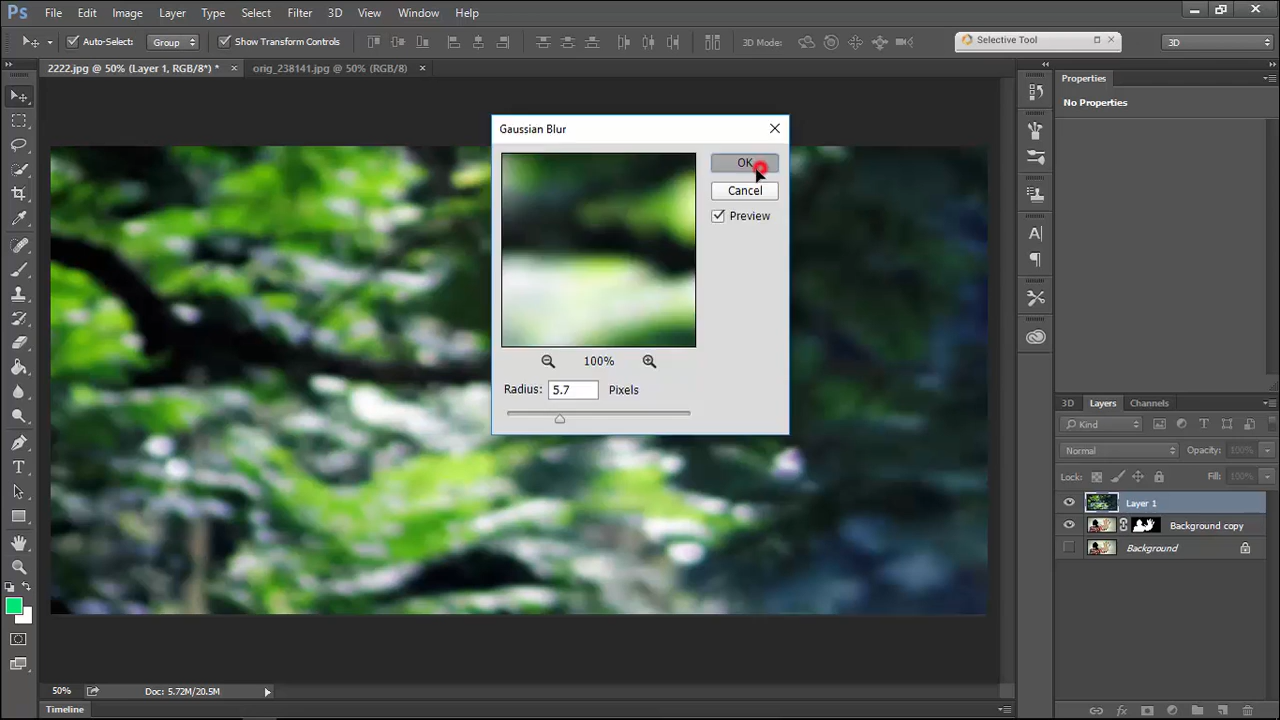 Ps File Edit Image Layer Type Select Filter 3D View Window Help
Auto-Select: Group Show Transform Controls 3D Mode: Selective Tool 3D
2222.jpg @ 50% (Layer 1, RGB/8*) * orig_238141.jpg @ 50% (RGB/8)
Properties
No Properties
Gaussian Blur
OK
Cancel
Preview
100%
Radius: 5.7 Pixels
3D Layers Channels
Kind
Normal Opacity: 100%
Lock: Fill: 100%
Layer 1
Background copy
Background
50% Doc: 5.72M/20.5M
Timeline